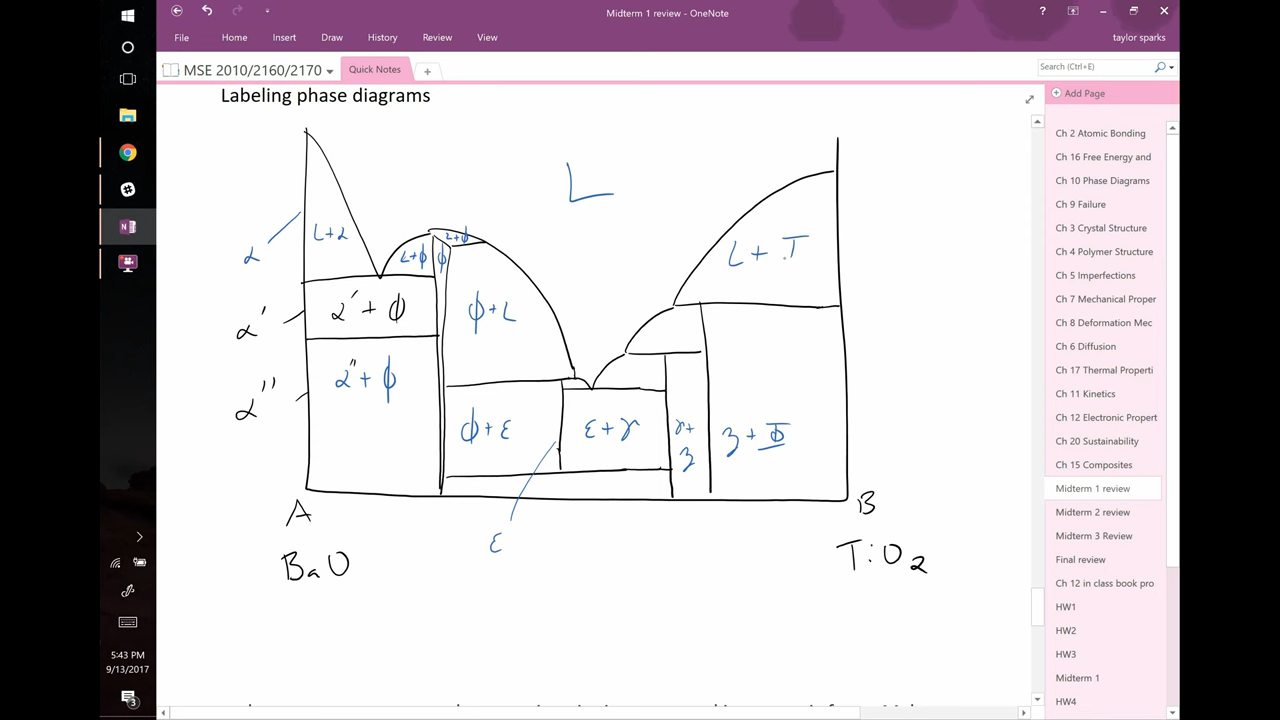 Midterm 1 review - OneNote
?
File Home Insert Draw History Review View
taylor sparks
MSE 2010/2160/2170
Quick Notes
+
Search (Ctrl+E)
Labeling phase diagrams
Add Page
Ch 2 Atomic Bonding
Ch 16 Free Energy and
Ch 10 Phase Diagrams
Ch 9 Failure
Ch 3 Crystal Structure
Ch 4 Polymer Structure
Ch 5 Imperfections
Ch 7 Mechanical Proper
Ch 8 Deformation Mec
Ch 6 Diffusion
Ch 17 Thermal Properti
Ch 11 Kinetics
Ch 12 Electronic Propert
Ch 20 Sustainability
Ch 15 Composites
Midterm 1 review
Midterm 2 review
Midterm 3 Review
Final review
Ch 12 in class book pro
HW1
HW2
HW3
Midterm 1
HW4
L
L+α
α
L+ϕ
ϕ
L+ϕ
L+I
α'
α'+ϕ
ϕ+L
α''
α''+ϕ
ϕ+ε
ε+γ
γ+
3
3+Φ
ε
A
B
BaO
TiO2
5:43 PM
9/13/2017
3